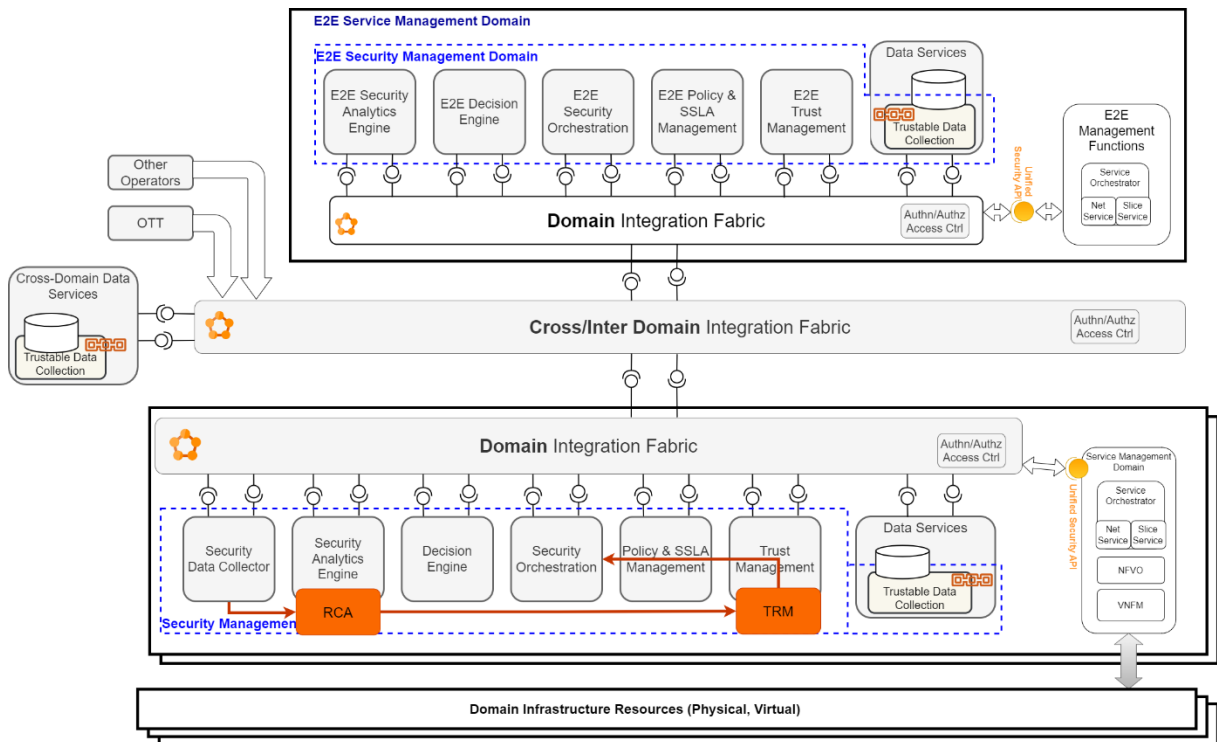 E2E Service Management Domain
E2E Security Management Domain
E2E Security
Analytics
Engine
E2E Decision
Engine
E2E
Security
Orchestration
E2E Policy &
SSLA
Management
E2E
Trust
Management
Data Services
Trustable Data
Collection
Unified
Security API
E2E
Management
Functions
Service
Orchestrator
Net
Service
Slice
Service
Domain Integration Fabric
Authn/Authz
Access Ctrl
Other
Operators
OTT
Cross-Domain Data
Services
Trustable Data
Collection
Cross/Inter Domain Integration Fabric
Authn/Authz
Access Ctrl
Domain Integration Fabric
Authn/Authz
Access Ctrl
Security
Data Collector
Security
Analytics
Engine
Decision
Engine
Security
Orchestration
Policy & SSLA
Management
Trust
Management
Data Services
Trustable Data
Collection
RCA
TRM
Security Management
Unified Security API
Service Management
Domain
Service
Orchestrator
Net
Service
Slice
Service
NFVO
VNFM
Domain Infrastructure Resources (Physical, Virtual)